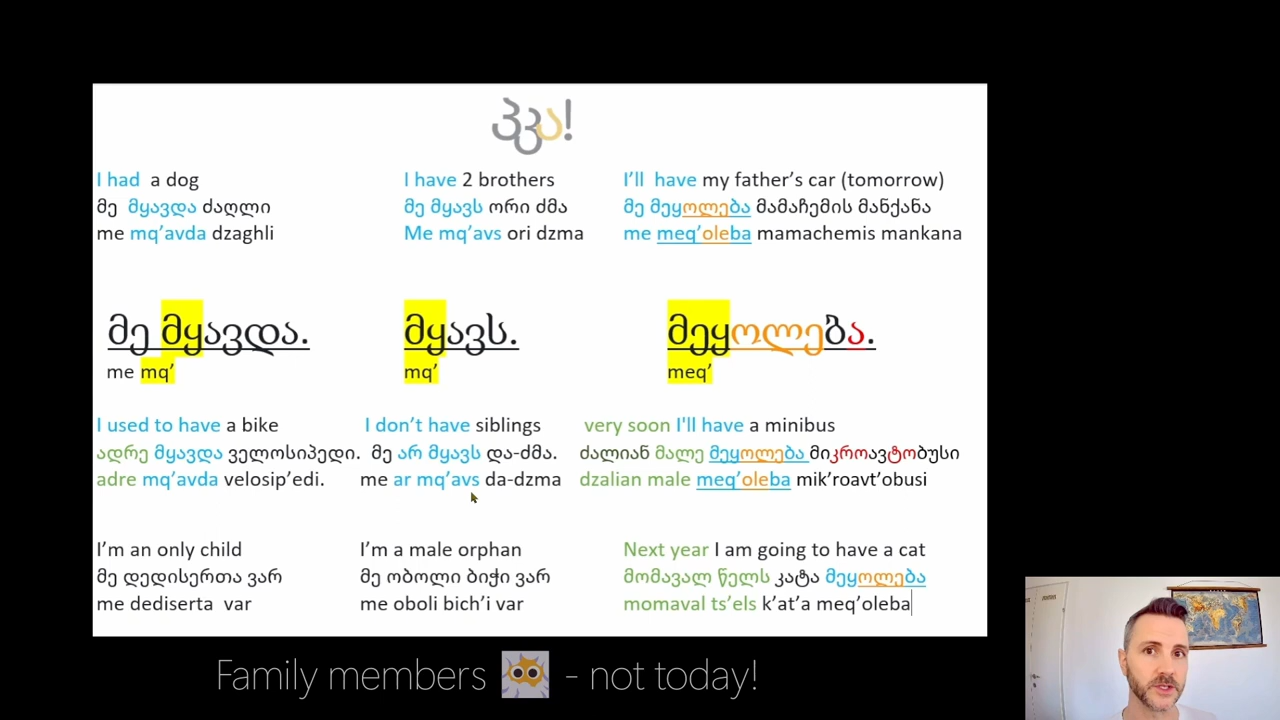 ჰვა!
I had a dog
მე მყავდა ძაღლი
me mq’avda dzaghli
I have 2 brothers
მე მყავს ორი ძმა
Me mq’avs ori dzma
I’ll have my father’s car (tomorrow)
მე მეყოლება მამაჩემის მანქანა
me meq’oleba mamachemis mankana
მე მყავდა.
me mq’
მყავს.
mq’
მეყოლება.
meq’
I used to have a bike
ადრე მყავდა ველოსიპედი.
adre mq’avda velosip’edi.
I don’t have siblings
მე არ მყავს და-ძმა.
me ar mq’avs da-dzma
very soon I'll have a minibus
ძალიან მალე მეყოლება მიკროავტობუსი
dzalian male meq’oleba mik’roavt’obusi
I’m an only child
მე დედისერთა ვარ
me dediserta var
I’m a male orphan
მე ობოლი ბიჭი ვარ
me oboli bich’i var
Next year I am going to have a cat
მომავალ წელს კატა მეყოლება
momaval ts’els k’at’a meq’oleba
Family members - not today!